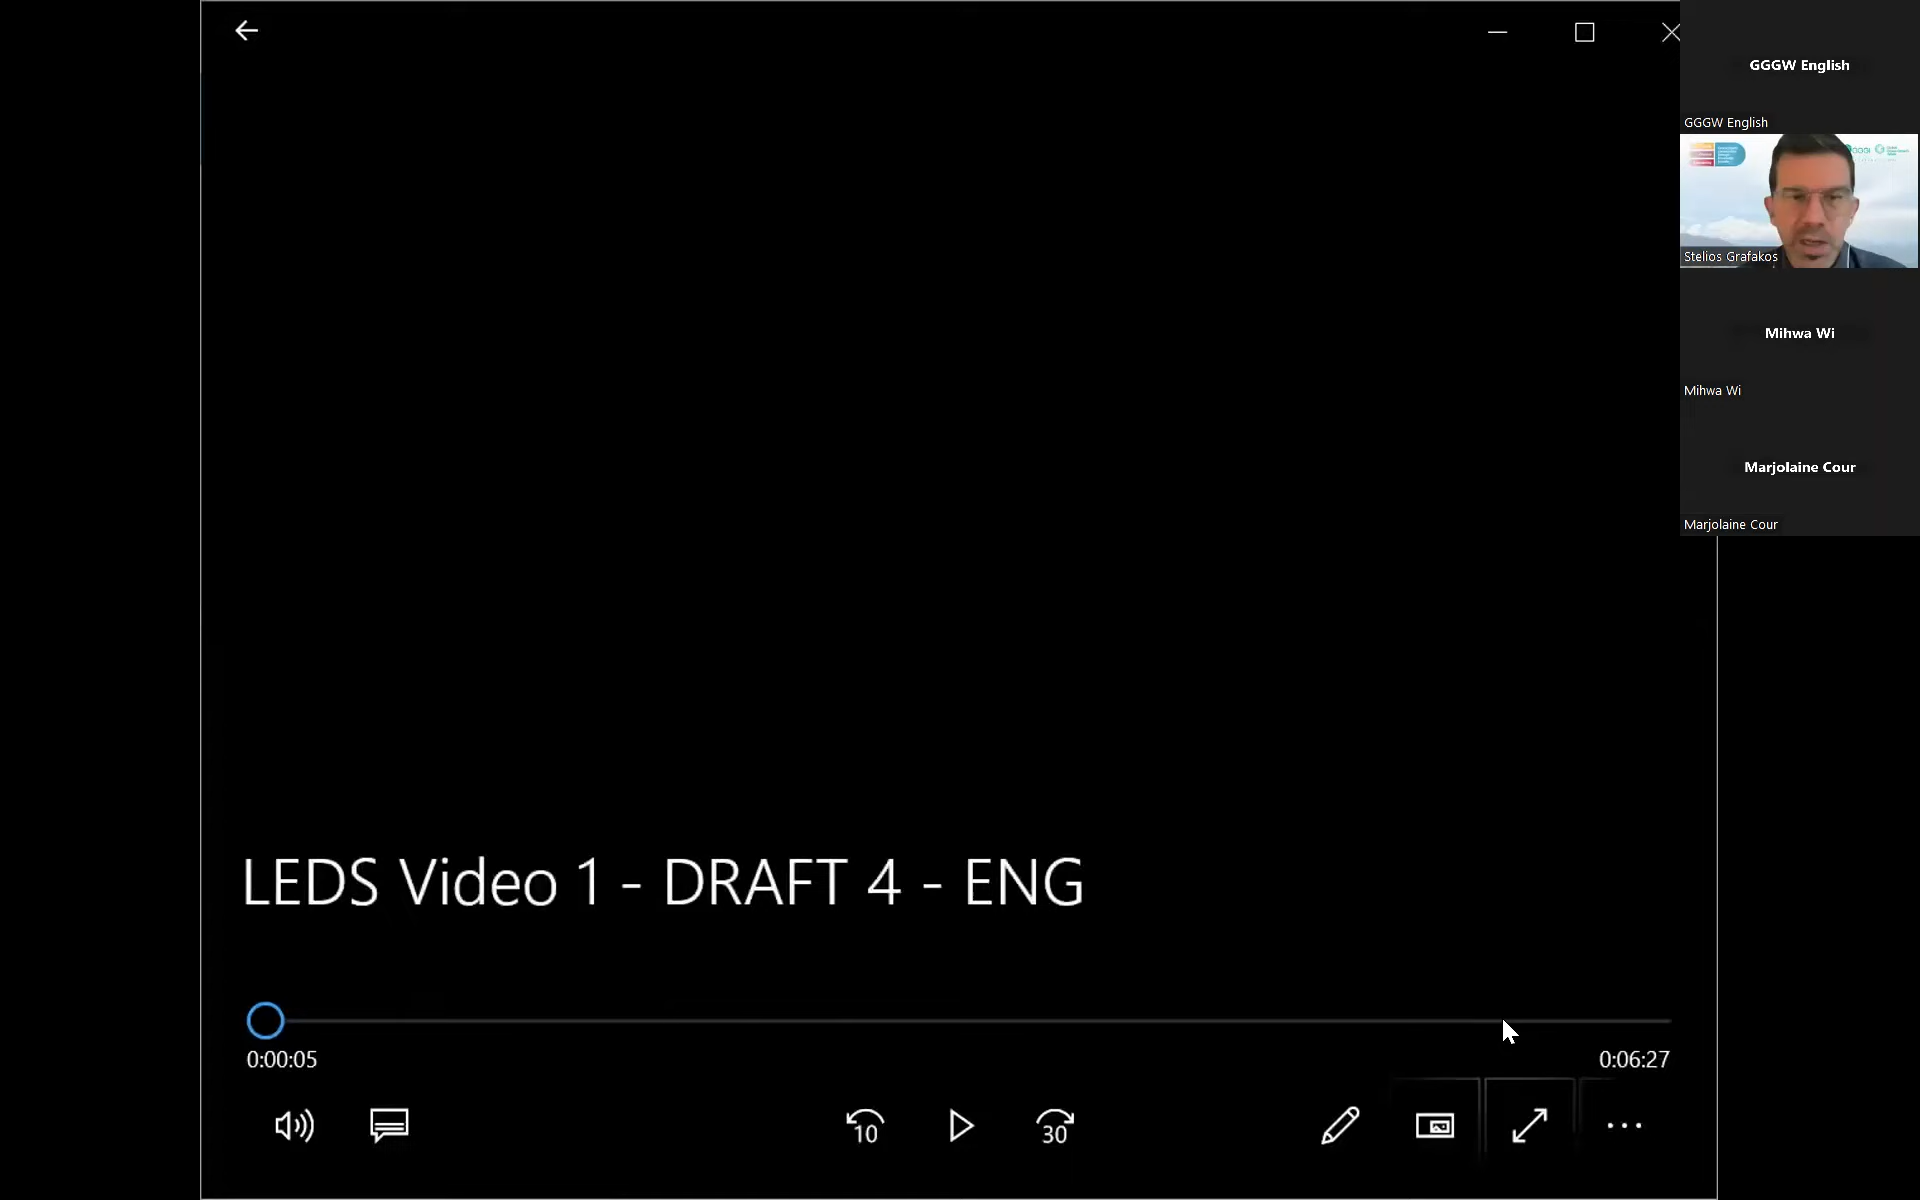 GGGW English
GGGW English
GGGI
Stelios Grafakos
Mihwa Wi
Mihwa Wi
Marjolaine Cour
Marjolaine Cour
LEDS Video 1 - DRAFT 4 - ENG
0:00:05
0:06:27
10
30